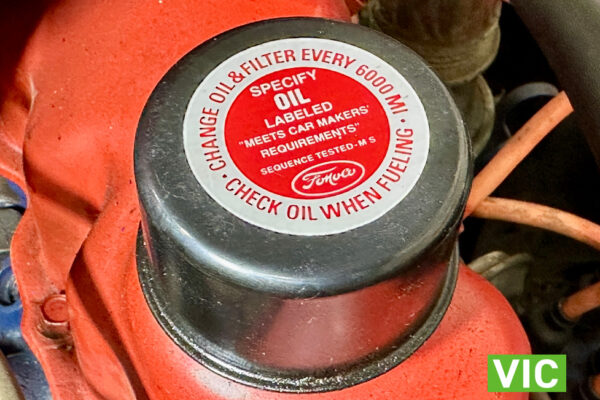 CHANGE OIL & FILTER EVERY 6000 MI •
SPECIFY
OIL
LABELED
"MEETS CAR MAKERS'
REQUIREMENTS"
SEQUENCE TESTED-M S
• CHECK OIL WHEN FUELING •
VIC